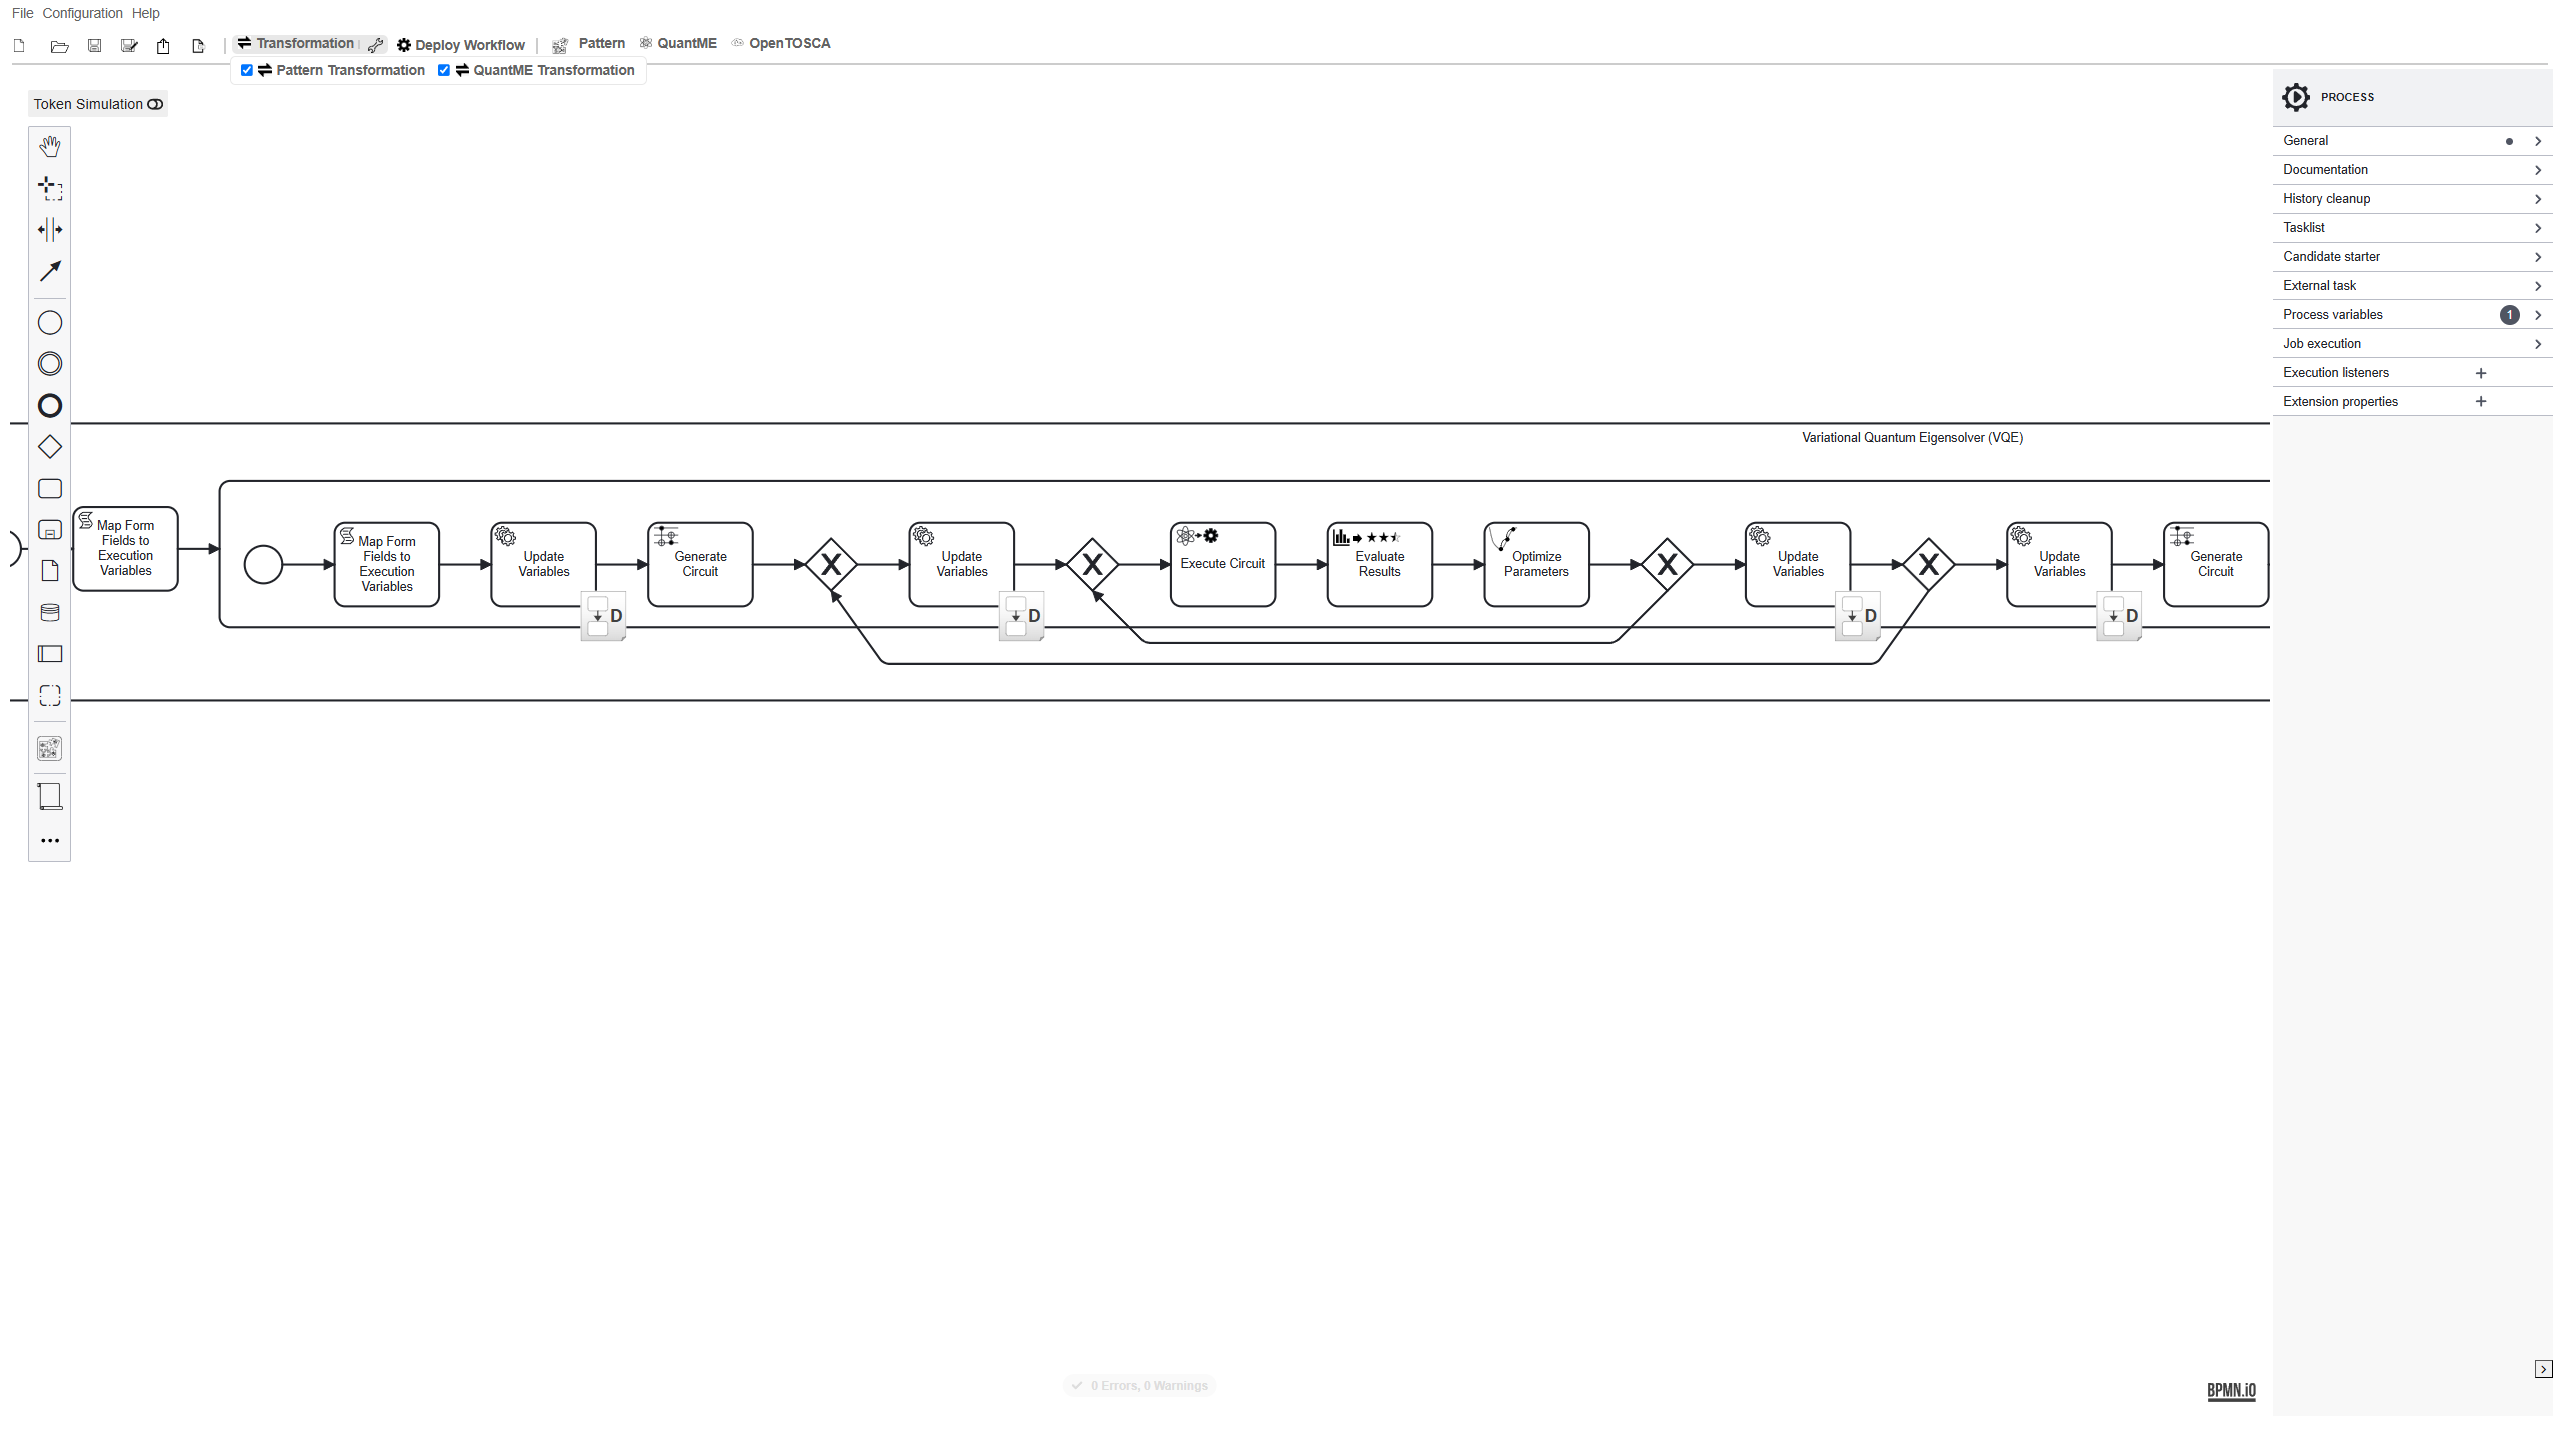 File Configuration Help
Transformation Deploy Workflow Pattern QuantME OpenTOSCA
Pattern Transformation QuantME Transformation
Token Simulation
PROCESS
General
Documentation
History cleanup
Tasklist
Candidate starter
External task
Process variables 1
Job execution
Execution listeners
Extension properties
Variational Quantum Eigensolver (VQE)
Map Form
Fields to
Execution
Variables
Map Form
Fields to
Execution
Variables
Update
Variables
D
Generate
Circuit
X
Update
Variables
D
X
Execute Circuit
Evaluate
Results
Optimize
Parameters
X
Update
Variables
D
X
Update
Variables
D
Generate
Circuit
0 Errors, 0 Warnings
BPMN.iO